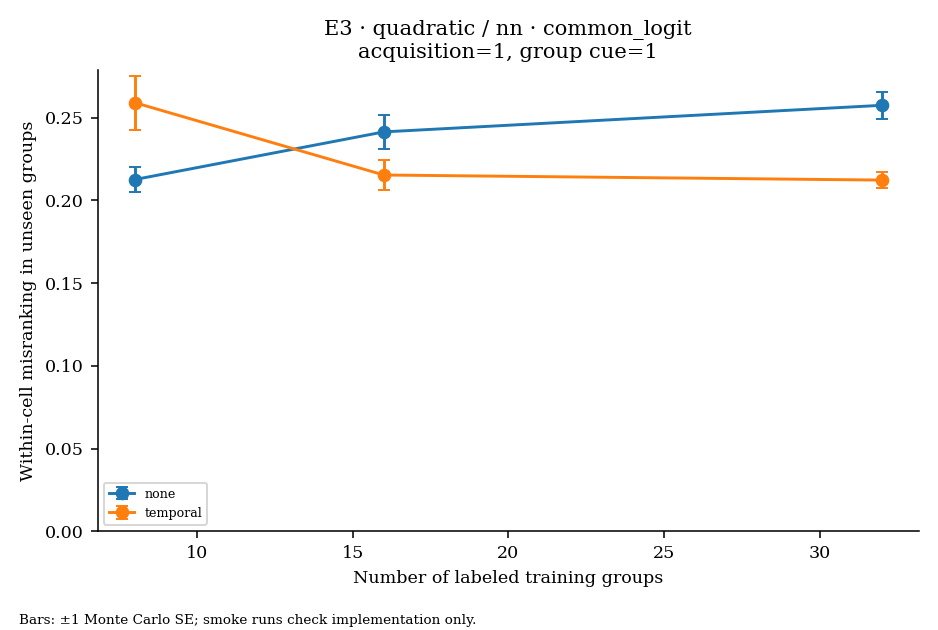 E3 · quadratic / nn · common_logit
acquisition=1, group cue=1
Within-cell misranking in unseen groups
0.25
0.20
0.15
0.10
0.05
0.00
none
temporal
10
15
20
25
30
Number of labeled training groups
Bars: ±1 Monte Carlo SE; smoke runs check implementation only.